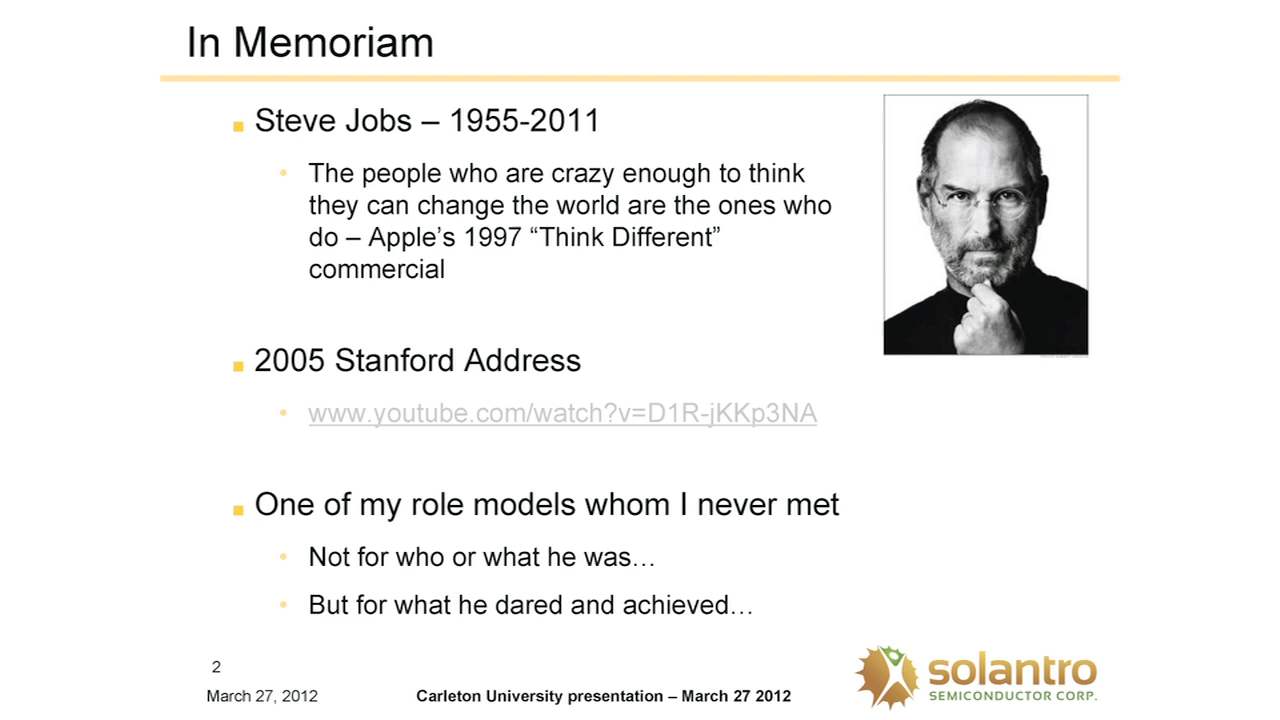 In Memoriam
Steve Jobs – 1955-2011
The people who are crazy enough to think
they can change the world are the ones who
do – Apple’s 1997 “Think Different”
commercial
2005 Stanford Address
www.youtube.com/watch?v=D1R-jKKp3NA
One of my role models whom I never met
Not for who or what he was…
But for what he dared and achieved…
2
March 27, 2012
Carleton University presentation – March 27 2012
solantro
SEMICONDUCTOR CORP.